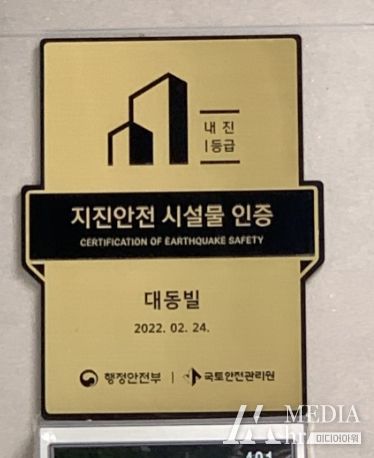 내 진
I 등급
지진안전 시설물 인증
CERTIFICATION OF EARTHQUAKE SAFETY
대동빌
2022. 02. 24.
행정안전부 | 국토안전관리원
MEDIA
hr 미디어아워
401